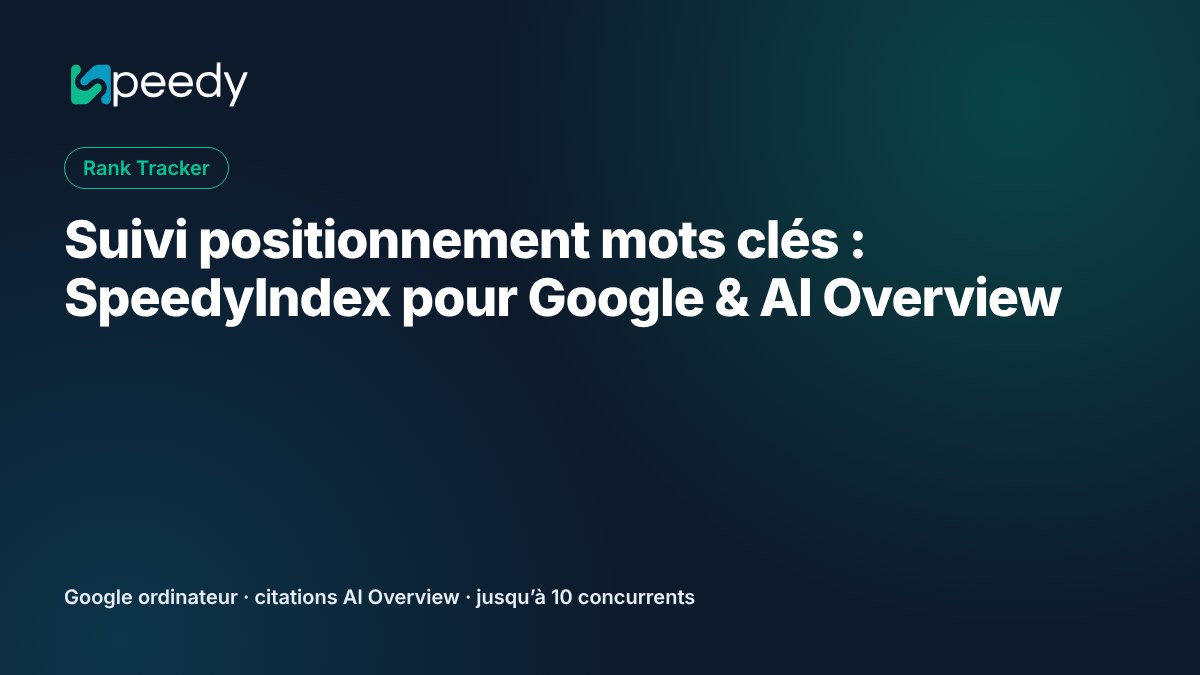 Speedy
Rank Tracker
Suivi positionnement mots clés :
SpeedyIndex pour Google & AI Overview
Google ordinateur · citations AI Overview · jusqu’à 10 concurrents